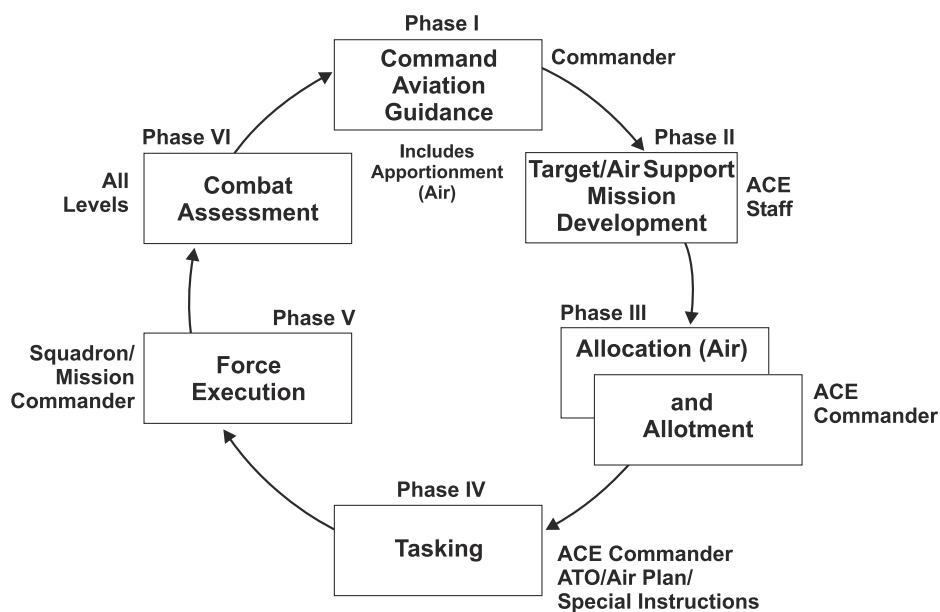 Phase I
Command
Aviation
Guidance
Commander
Includes
Apportionment
(Air)
Phase II
Target/Air Support
Mission
Development
ACE
Staff
Phase III
Allocation (Air)
and
Allotment
ACE
Commander
Phase IV
Tasking
ACE Commander
ATO/Air Plan/
Special Instructions
Phase V
Force
Execution
Squadron/
Mission
Commander
Phase VI
Combat
Assessment
All
Levels